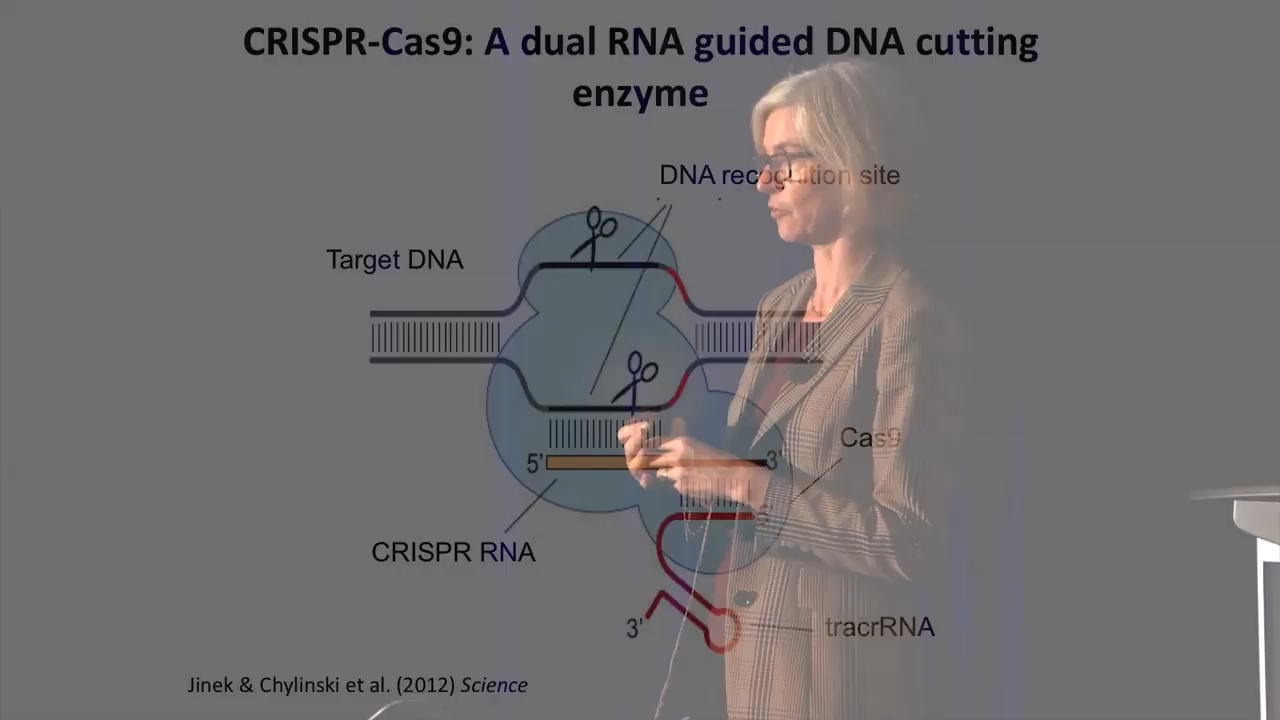 CRISPR-Cas9: A dual RNA guided DNA cutting
enzyme
DNA recognition site
Target DNA
Cas9
5’
3’
CRISPR RNA
3’
tracrRNA
Jinek & Chylinski et al. (2012) Science